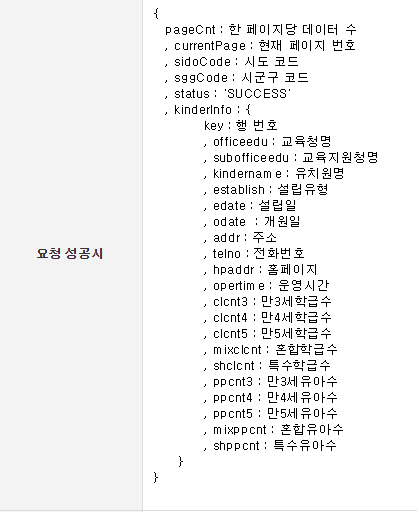 {
pageCnt : 한 페이지당 데이터 수
, currentPage : 현재 페이지 번호
, sidoCode : 시도 코드
, sggCode : 시군구 코드
, status : 'SUCCESS'
, kinderInfo : {
key : 행 번호
, officeedu : 교육청명
, subofficeedu : 교육지원청명
, kindername : 유치원명
, establish : 설립유형
, edate : 설립일
, odate : 개원일
, addr : 주소
요청 성공시
, telno : 전화번호
, hpaddr : 홈페이지
, opertime : 운영시간
, clcnt3 : 만3세학급수
, clcnt4 : 만4세학급수
, clcnt5 : 만5세학급수
, mixclcnt : 혼합학급수
, shclcnt : 특수학급수
, ppcnt3 : 만3세유아수
, ppcnt4 : 만4세유아수
, ppcnt5 : 만5세유아수
, mixppcnt : 혼합유아수
, shppcnt : 특수유아수
}
}